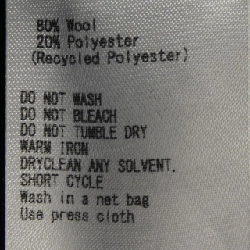 80% Wool
20% Polyester
(Recycled Polyester)
DO NOT WASH
DO NOT BLEACH
DO NOT TUMBLE DRY
WARM IRON
DRYCLEAN ANY SOLVENT.
SHORT CYCLE
Wash in a net bag
Use press cloth